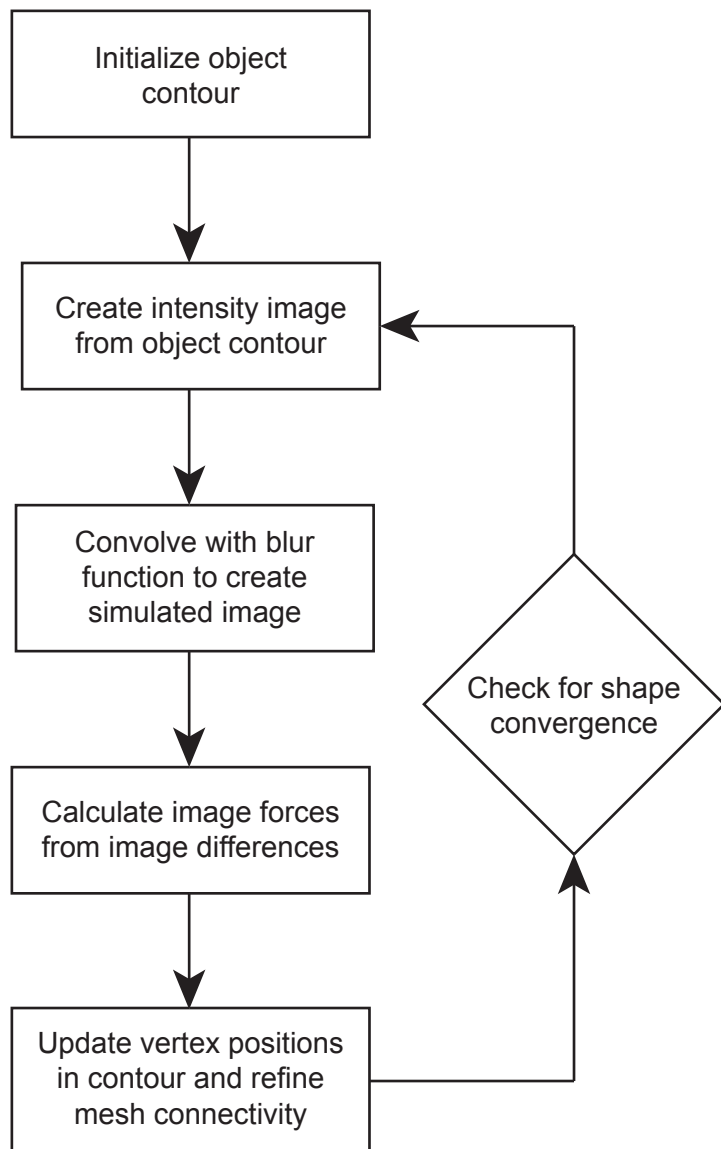 Initialize object
contour
Create intensity image
from object contour
Convolve with blur
function to create
simulated image
Calculate image forces
from image differences
Update vertex positions
in contour and refine
mesh connectivity
Check for shape
convergence